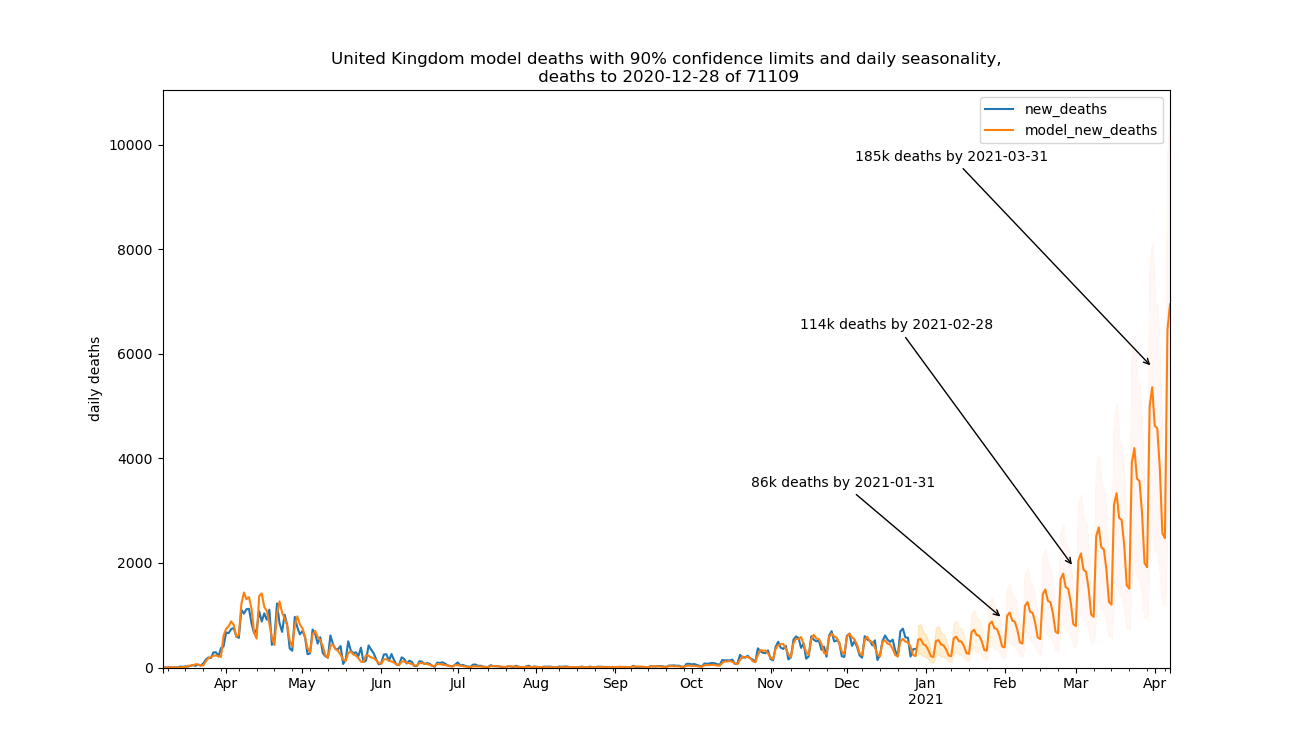 United Kingdom model deaths with 90% confidence limits and daily seasonality,
deaths to 2020-12-28 of 71109
new_deaths
model_new_deaths
185k deaths by 2021-03-31
114k deaths by 2021-02-28
86k deaths by 2021-01-31
daily deaths
10000
8000
6000
4000
2000
0
Apr May Jun Jul Aug Sep Oct Nov Dec Jan Feb Mar Apr
2021